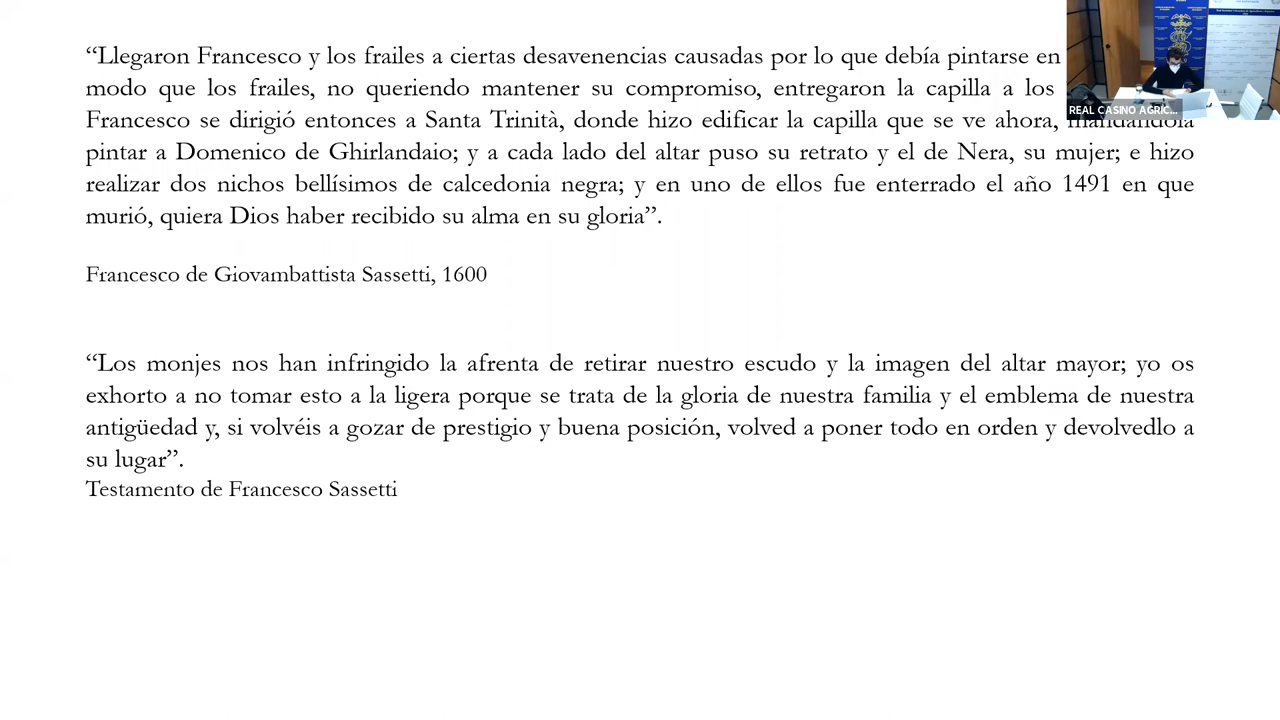 “Llegaron Francesco y los frailes a ciertas desavenencias causadas por lo que debía pintarse en
modo que los frailes, no queriendo mantener su compromiso, entregaron la capilla a los
Francesco se dirigió entonces a Santa Trinità, donde hizo edificar la capilla que se ve ahora, mandándola
pintar a Domenico de Ghirlandaio; y a cada lado del altar puso su retrato y el de Nera, su mujer; e hizo
realizar dos nichos bellísimos de calcedonia negra; y en uno de ellos fue enterrado el año 1491 en que
murió, quiera Dios haber recibido su alma en su gloria”.
Francesco de Giovambattista Sassetti, 1600
“Los monjes nos han infringido la afrenta de retirar nuestro escudo y la imagen del altar mayor; yo os
exhorto a no tomar esto a la ligera porque se trata de la gloria de nuestra familia y el emblema de nuestra
antigüedad y, si volvéis a gozar de prestigio y buena posición, volved a poner todo en orden y devolvedlo a
su lugar”.
Testamento de Francesco Sassetti
REAL CASINO AGRÍC...